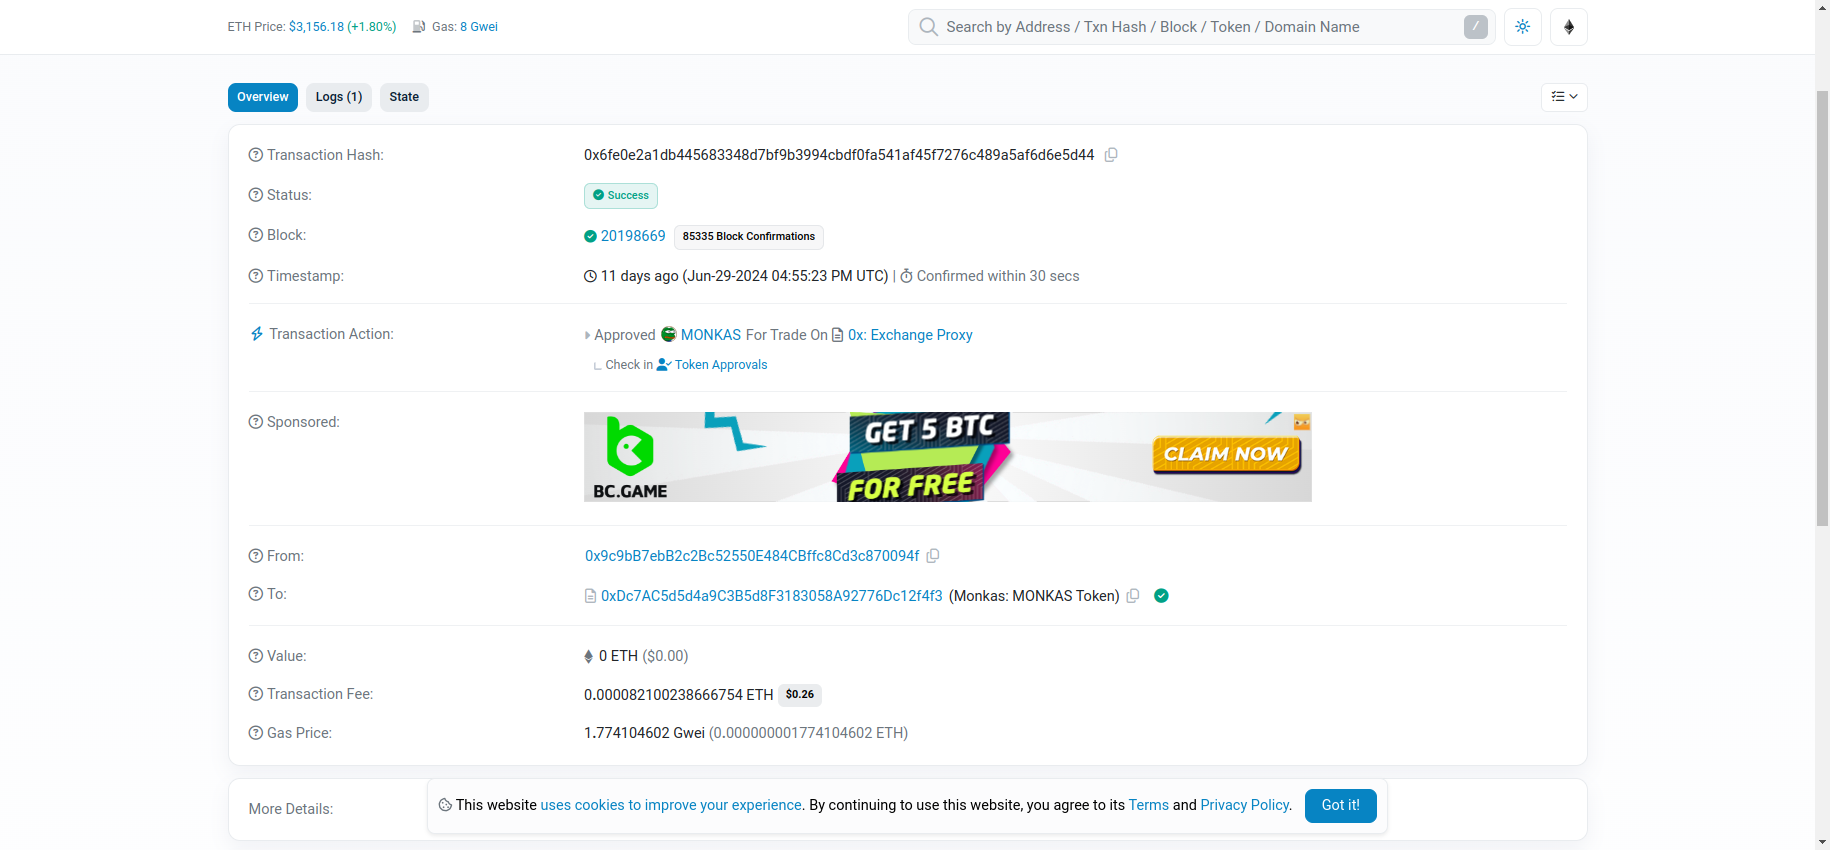 ETH Price: $3,156.18 (+1.80%) Gas: 8 Gwei
Search by Address / Txn Hash / Block / Token / Domain Name /
Overview Logs (1) State
Transaction Hash: 0x6fe0e2a1db445683348d7bf9b3994cbdf0fa541af45f7276c489a5af6d6e5d44
Status: Success
Block: 20198669 85335 Block Confirmations
Timestamp: 11 days ago (Jun-29-2024 04:55:23 PM UTC) | Confirmed within 30 secs
Transaction Action: Approved MONKAS For Trade On 0x: Exchange Proxy
Check in Token Approvals
Sponsored:
BC.GAME
GET 5 BTC
FOR FREE
CLAIM NOW
From: 0x9c9bB7ebB2c2Bc52550E484CBffc8Cd3c870094f
To: 0xDc7AC5d5d4a9C3B5d8F3183058A92776Dc12f4f3 (Monkas: MONKAS Token)
Value: 0 ETH ($0.00)
Transaction Fee: 0.000082100238666754 ETH $0.26
Gas Price: 1.774104602 Gwei (0.000000001774104602 ETH)
More Details:
This website uses cookies to improve your experience. By continuing to use this website, you agree to its Terms and Privacy Policy. Got it!